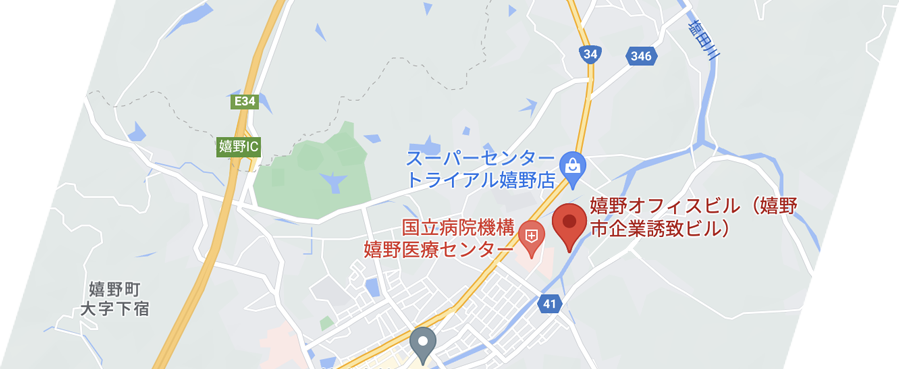 塩田川
34
346
E34
嬉野IC
スーパーセンター
トライアル嬉野店
嬉野オフィスビル（嬉野
市企業誘致ビル）
国立病院機構
嬉野医療センター
嬉野町
大字下宿
41